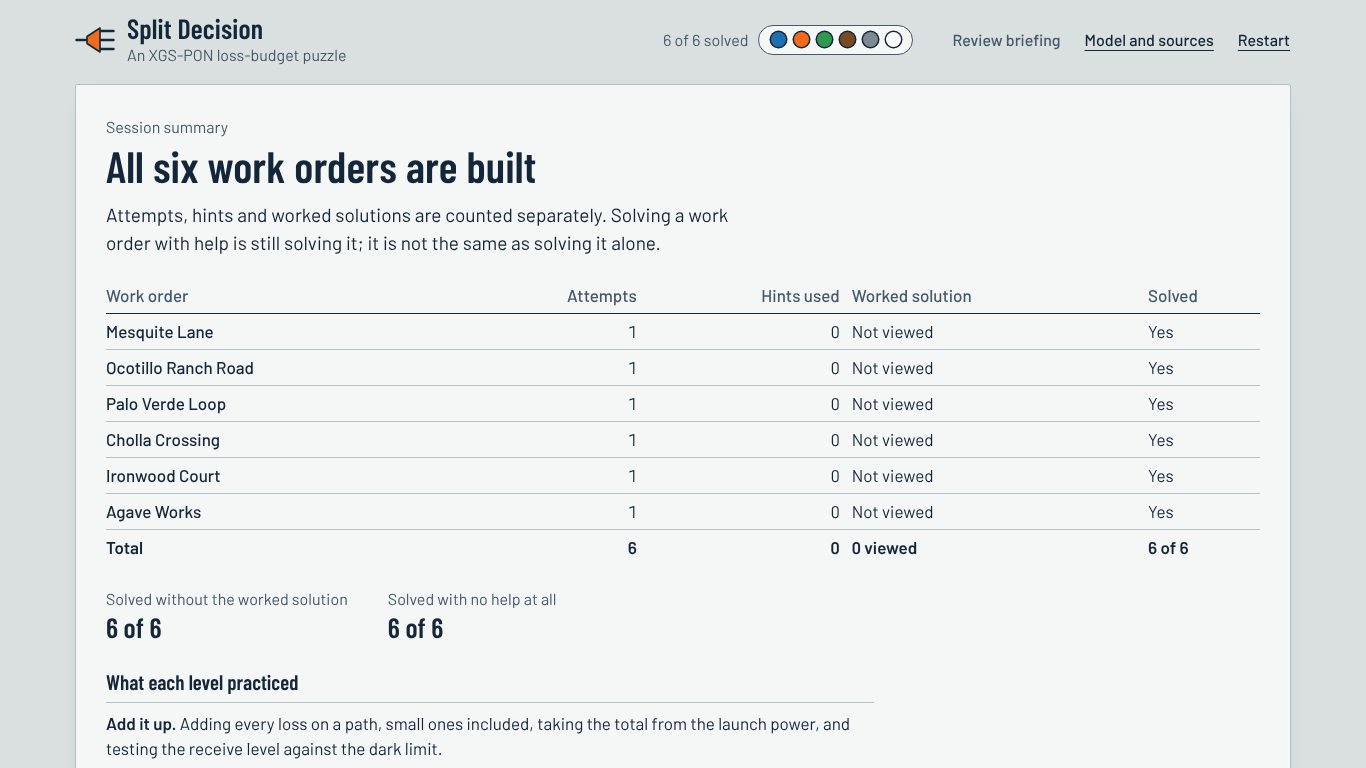 Split Decision
An XGS-PON loss-budget puzzle
6 of 6 solved
Review briefing
Model and sources
Restart
Session summary
All six work orders are built
Attempts, hints and worked solutions are counted separately. Solving a work
order with help is still solving it; it is not the same as solving it alone.
Work order Attempts Hints used Worked solution Solved
Mesquite Lane 1 0 Not viewed Yes
Ocotillo Ranch Road 1 0 Not viewed Yes
Palo Verde Loop 1 0 Not viewed Yes
Cholla Crossing 1 0 Not viewed Yes
Ironwood Court 1 0 Not viewed Yes
Agave Works 1 0 Not viewed Yes
Total 6 0 0 viewed 6 of 6
Solved without the worked solution
6 of 6
Solved with no help at all
6 of 6
What each level practiced
Add it up. Adding every loss on a path, small ones included, taking the total from the launch power, and
testing the receive level against the dark limit.